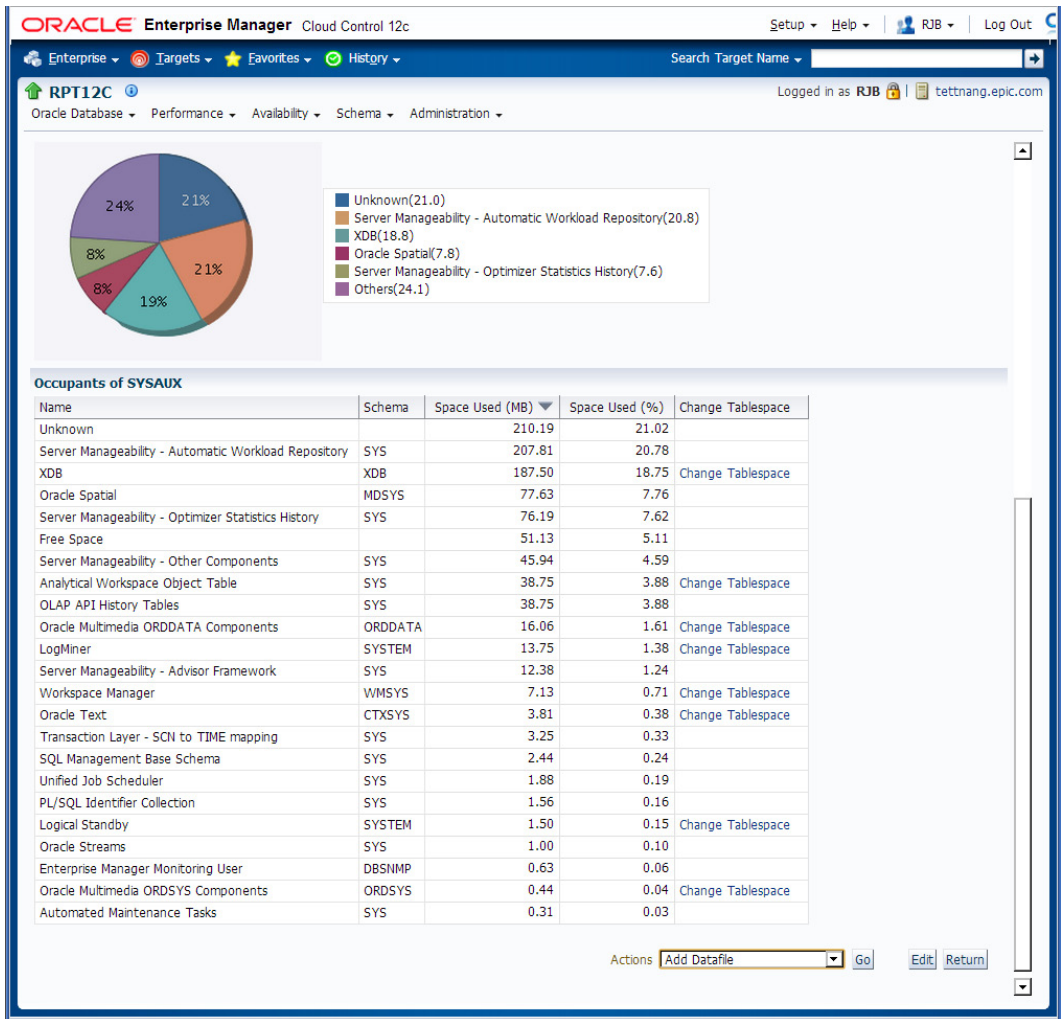 ORACLE Enterprise Manager Cloud Control 12c
Setup Help RJB Log Out
Enterprise Targets Favorites History Search Target Name
RPT12C
Logged in as RJB tettnang.epic.com
Oracle Database Performance Availability Schema Administration
24%
21%
8%
21%
8%
19%
Unknown(21.0)
Server Manageability - Automatic Workload Repository(20.8)
XDB(18.8)
Oracle Spatial(7.8)
Server Manageability - Optimizer Statistics History(7.6)
Others(24.1)
Occupants of SYSAUX
Name Schema Space Used (MB) Space Used (%) Change Tablespace
Unknown 210.19 21.02
Server Manageability - Automatic Workload Repository SYS 207.81 20.78
XDB XDB 187.50 18.75 Change Tablespace
Oracle Spatial MDSYS 77.63 7.76
Server Manageability - Optimizer Statistics History SYS 76.19 7.62
Free Space 51.13 5.11
Server Manageability - Other Components SYS 45.94 4.59
Analytical Workspace Object Table SYS 38.75 3.88 Change Tablespace
OLAP API History Tables SYS 38.75 3.88
Oracle Multimedia ORDDATA Components ORDDATA 16.06 1.61 Change Tablespace
LogMiner SYSTEM 13.75 1.38 Change Tablespace
Server Manageability - Advisor Framework SYS 12.38 1.24
Workspace Manager WMSYS 7.13 0.71 Change Tablespace
Oracle Text CTXSYS 3.81 0.38 Change Tablespace
Transaction Layer - SCN to TIME mapping SYS 3.25 0.33
SQL Management Base Schema SYS 2.44 0.24
Unified Job Scheduler SYS 1.88 0.19
PL/SQL Identifier Collection SYS 1.56 0.16
Logical Standby SYSTEM 1.50 0.15 Change Tablespace
Oracle Streams SYS 1.00 0.10
Enterprise Manager Monitoring User DBSNMP 0.63 0.06
Oracle Multimedia ORDSYS Components ORDSYS 0.44 0.04 Change Tablespace
Automated Maintenance Tasks SYS 0.31 0.03
Actions Add Datafile Go Edit Return